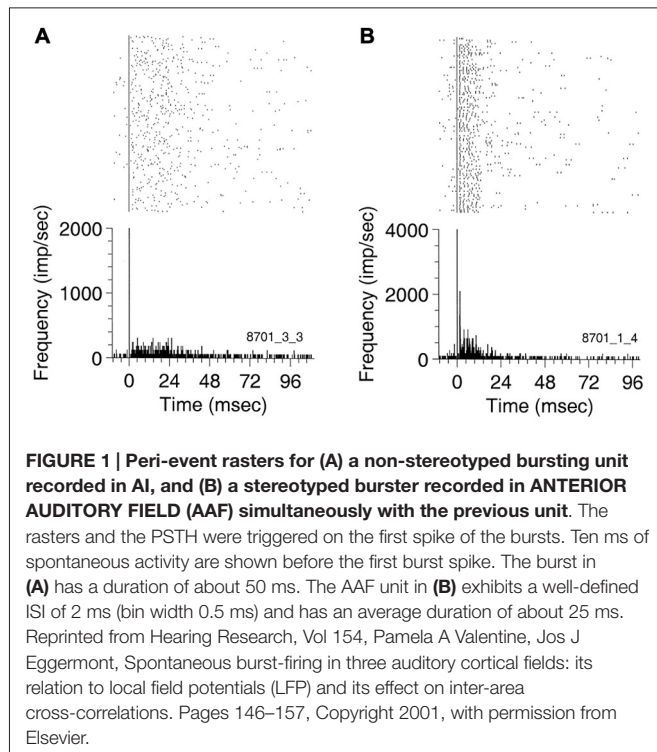 A
B
2000
1000
0
Frequency (imp/sec)
8701_3_3
0 24 48 72 96
Time (msec)
4000
2000
0
Frequency (imp/sec)
8701_1_4
0 24 48 72 96
Time (msec)
FIGURE 1 | Peri-event rasters for (A) a non-stereotyped bursting unit
recorded in AI, and (B) a stereotyped burster recorded in ANTERIOR
AUDITORY FIELD (AAF) simultaneously with the previous unit. The
rasters and the PSTH were triggered on the first spike of the bursts. Ten ms of
spontaneous activity are shown before the first burst spike. The burst in
(A) has a duration of about 50 ms. The AAF unit in (B) exhibits a well-defined
ISI of 2 ms (bin width 0.5 ms) and has an average duration of about 25 ms.
Reprinted from Hearing Research, Vol 154, Pamela A Valentine, Jos J
Eggermont, Spontaneous burst-firing in three auditory cortical fields: its
relation to local field potentials (LFP) and its effect on inter-area
cross-correlations. Pages 146–157, Copyright 2001, with permission from
Elsevier.